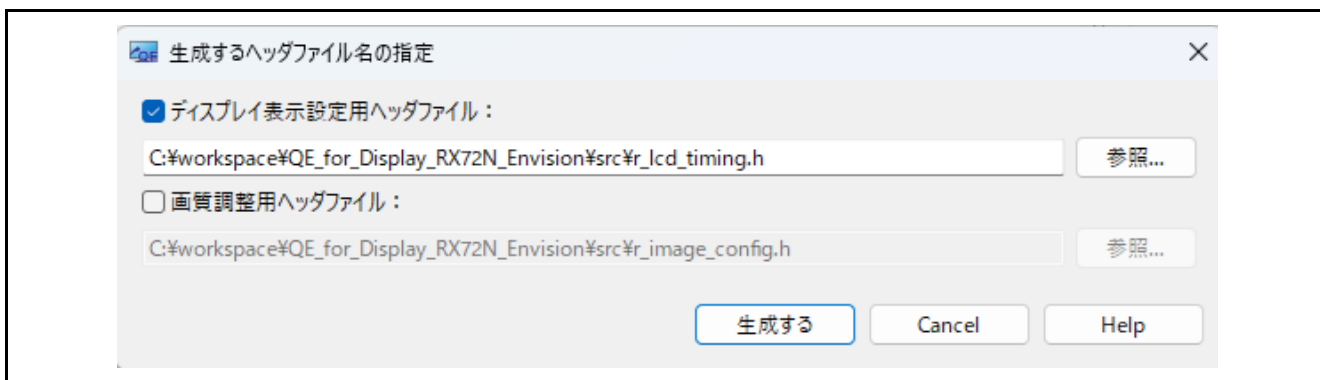 生成するヘッダファイル名の指定
ディスプレイ表示設定用ヘッダファイル：
C:¥workspace¥QE_for_Display_RX72N_Envision¥src¥r_lcd_timing.h 参照...
画質調整用ヘッダファイル：
C:¥workspace¥QE_for_Display_RX72N_Envision¥src¥r_image_config.h 参照...
生成する Cancel Help